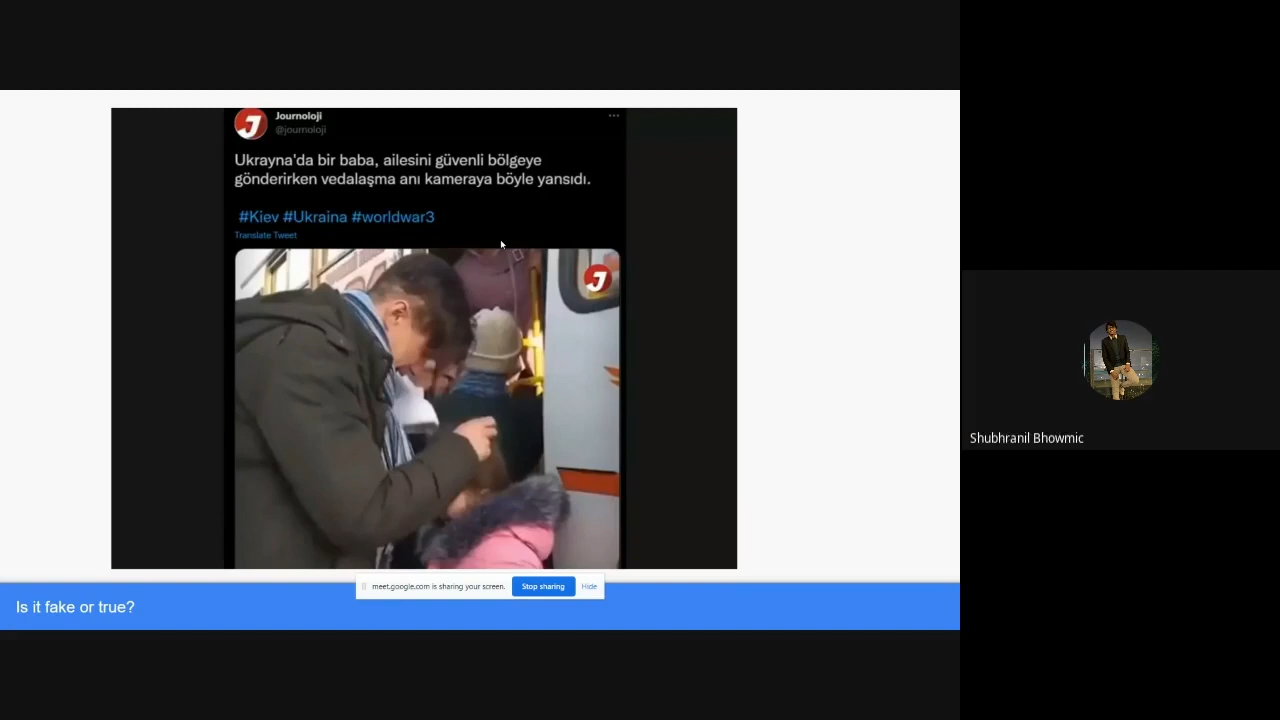 Journoloji
@journoloji
Ukrayna'da bir baba, ailesini güvenli bölgeye
gönderirken vedalaşma anı kameraya böyle yansıdı.
#Kiev #Ukraina #worldwar3
Translate Tweet
meet.google.com is sharing your screen.
Stop sharing
Hide
Is it fake or true?
Shubhranil Bhowmic